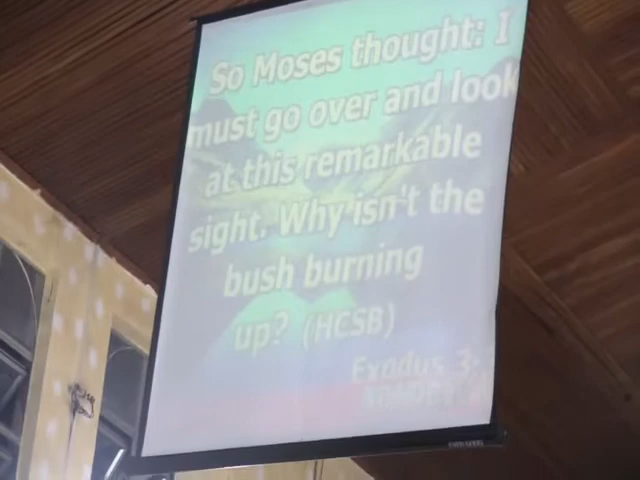 So Moses thought: I
must go over and look
at this remarkable
sight. Why isn't the
bush burning
up? (HCSB)
Exodus 3: